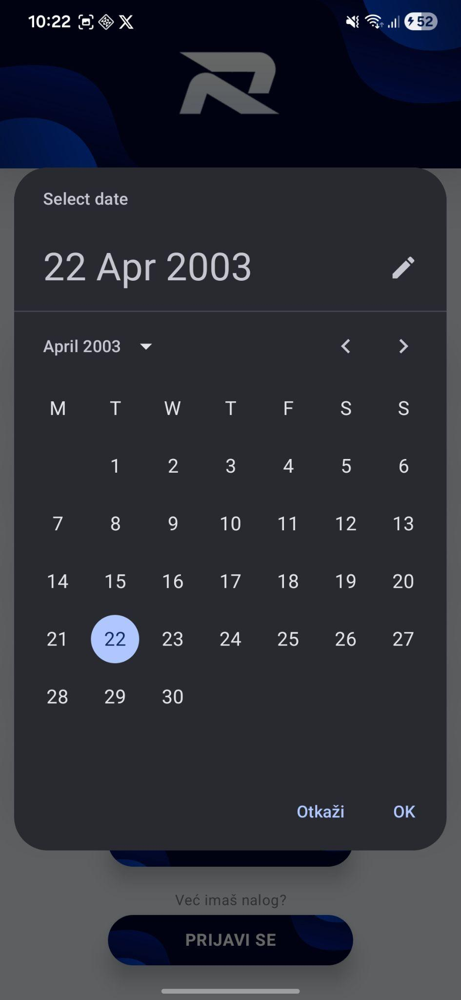 10:22
52
Select date
22 Apr 2003
April 2003
M T W T F S S
1 2 3 4 5 6
7 8 9 10 11 12 13
14 15 16 17 18 19 20
21 22 23 24 25 26 27
28 29 30
Otkaži OK
Već imaš nalog?
PRIJAVI SE